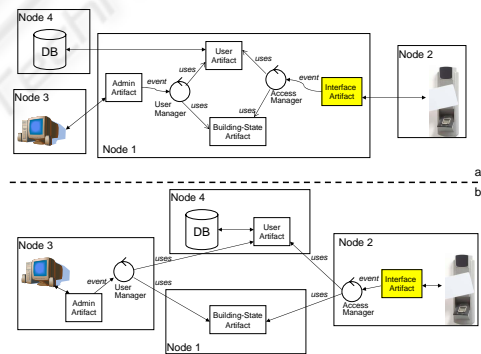 Node 4
DB
User
Artifact
Node 2
uses
uses
event
event
Admin
Artifact
Interface
Artifact
Node 3
User
Manager
Access
Manager
uses
uses
Building-State
Artifact
Node 1
a
b
Node 4
DB
User
Artifact
Node 3
Node 2
uses
uses
event
event
User
Manager
Interface
Artifact
Admin
Artifact
uses
uses
Access
Manager
Building-State
Artifact
Node 1